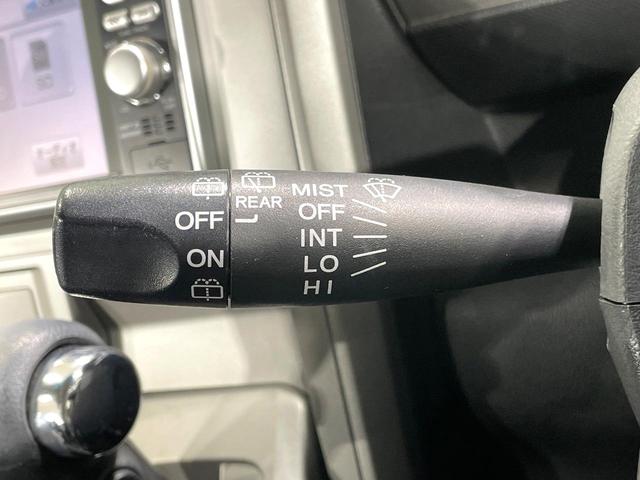 MIST
REAR OFF
OFF INT
ON LO
HI